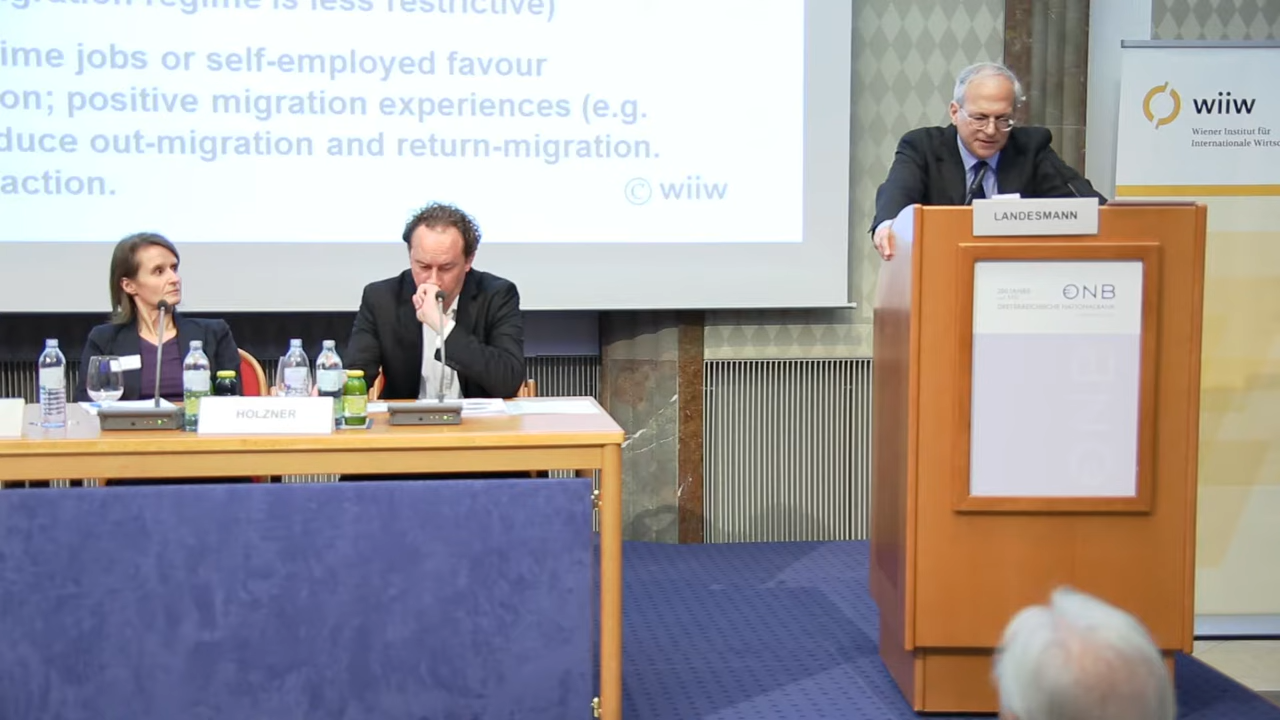 gration regime is less restrictive)
ime jobs or self-employed favour
on; positive migration experiences (e.g.
duce out-migration and return-migration.
action.
© wiiw
wiiw
Wiener Institut für
Internationale Wirtsc
LANDESMANN
ONB
HOLZNER